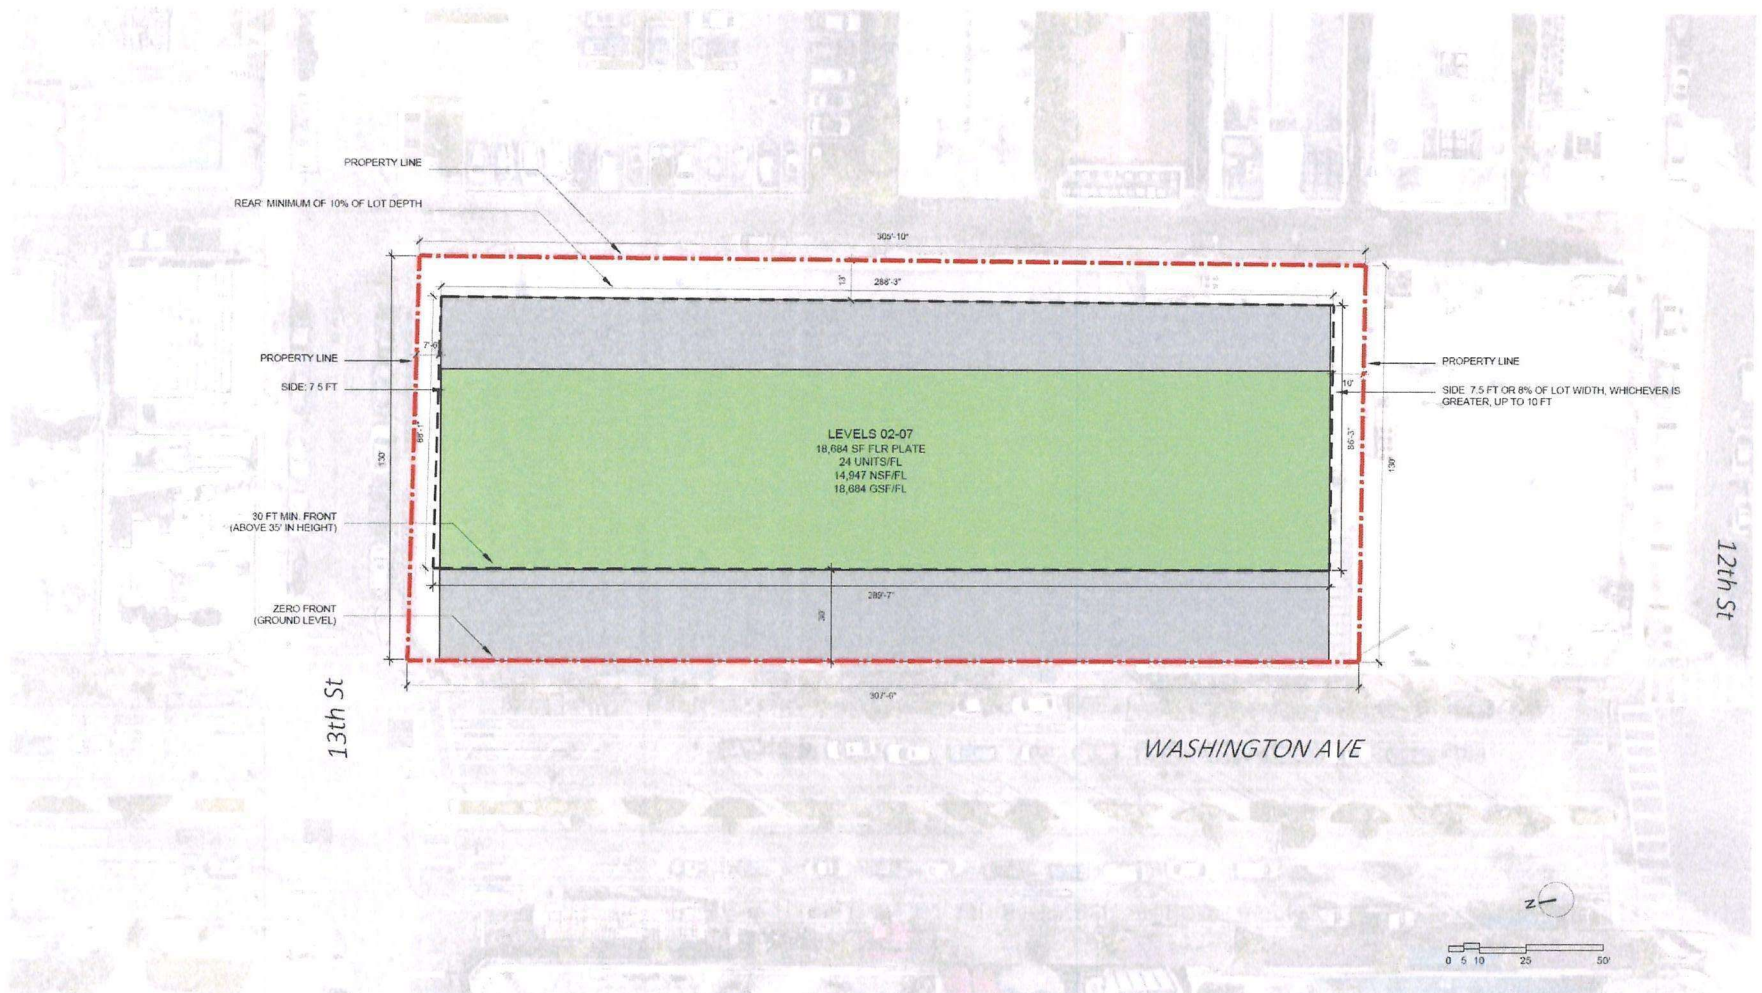 PROPERTY LINE
REAR: MINIMUM OF 10% OF LOT DEPTH
305'-10"
13'
288'-3"
7'-6"
PROPERTY LINE
PROPERTY LINE
SIDE: 7.5 FT
10'
SIDE: 7.5 FT OR 8% OF LOT WIDTH, WHICHEVER IS
GREATER, UP TO 10 FT
88'-1"
86'-3"
130'
130'
LEVELS 02-07
18,684 SF FLR PLATE
24 UNITS/FL
14,947 NSF/FL
18,684 GSF/FL
30 FT MIN. FRONT
(ABOVE 35' IN HEIGHT)
12th St
289'-7"
ZERO FRONT
(GROUND LEVEL)
30'
307'-6"
13th St
WASHINGTON AVE
N
0 5 10 25 50'